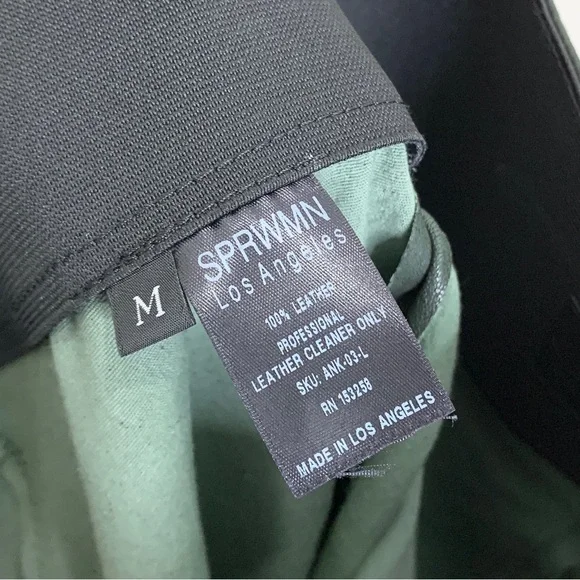 M
SPRWMN
Los Angeles
100% LEATHER
PROFESSIONAL
LEATHER CLEANER ONLY
SKU: ANK-03-L
RN 153258
MADE IN LOS ANGELES